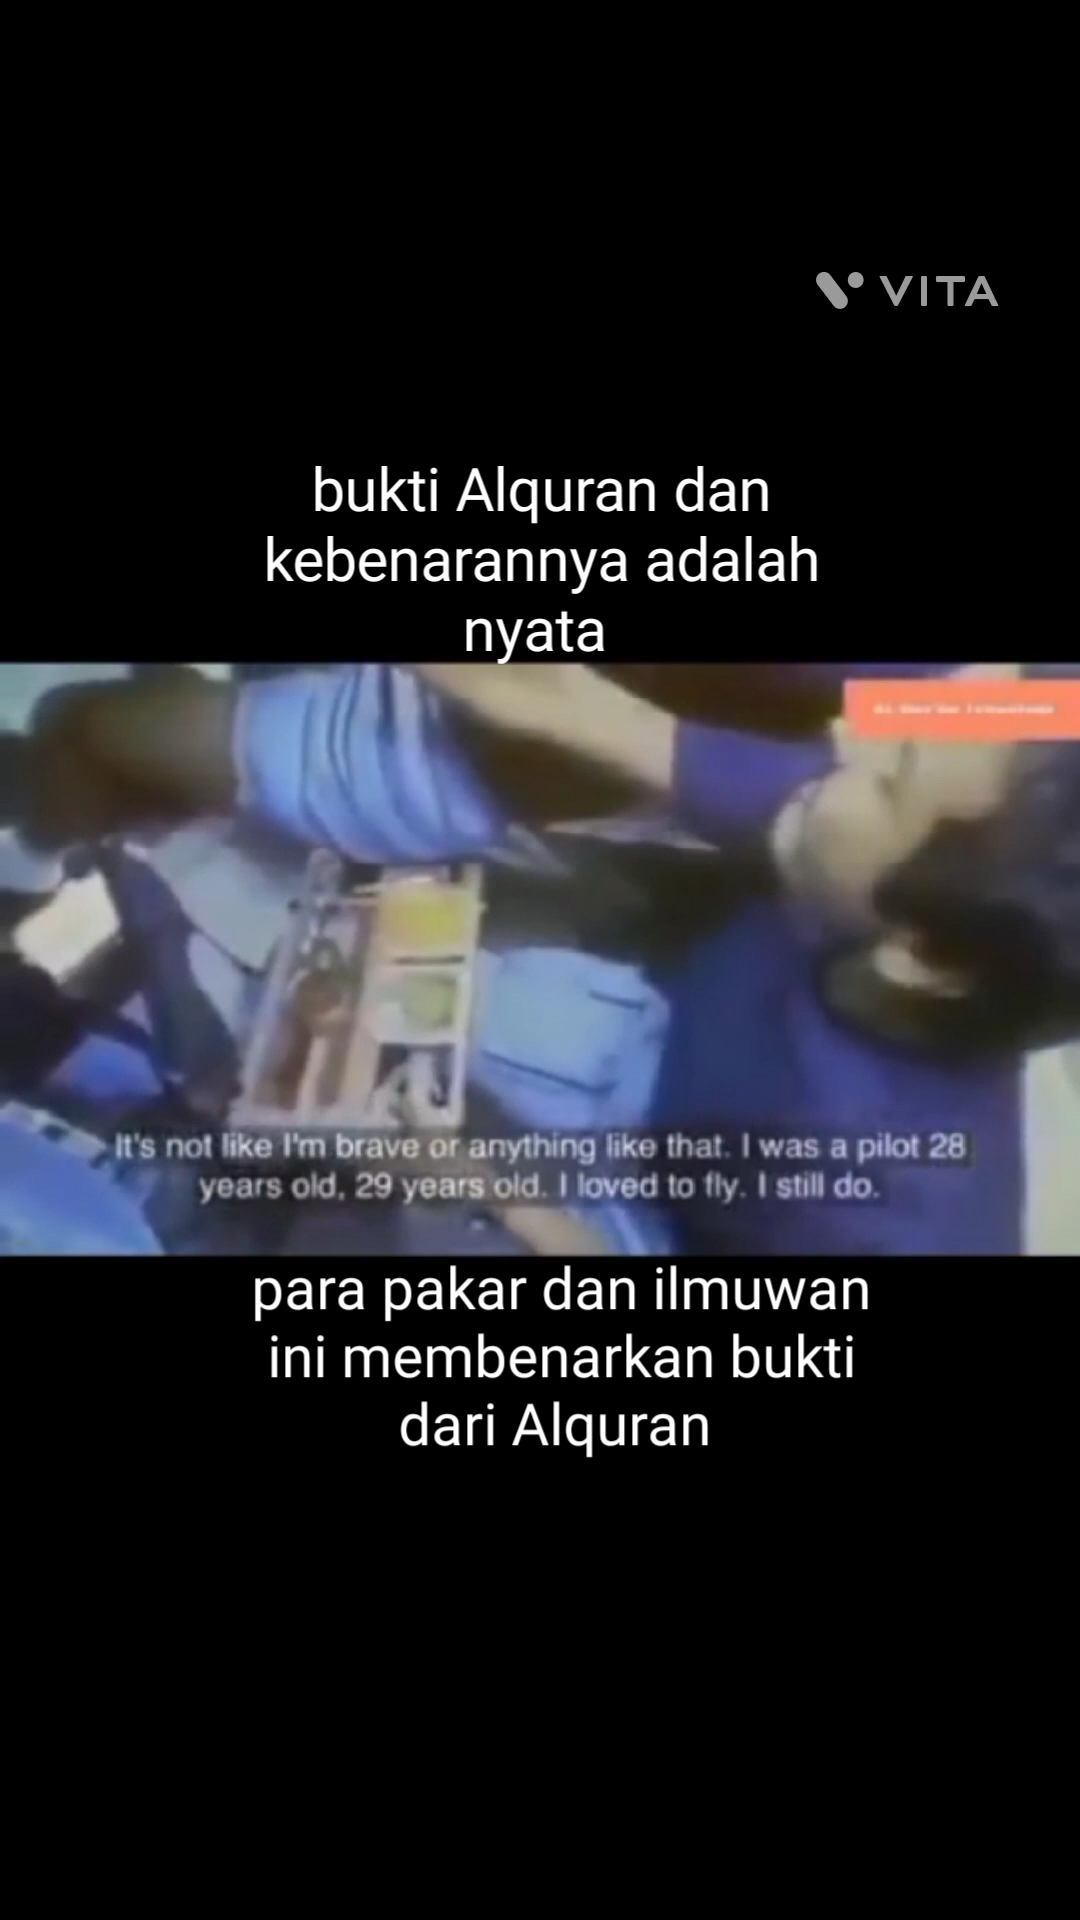 VITA
bukti Alquran dan
kebenarannya adalah
nyata
It's not like I'm brave or anything like that. I was a pilot 28
years old, 29 years old. I loved to fly. I still do.
para pakar dan ilmuwan
ini membenarkan bukti
dari Alquran